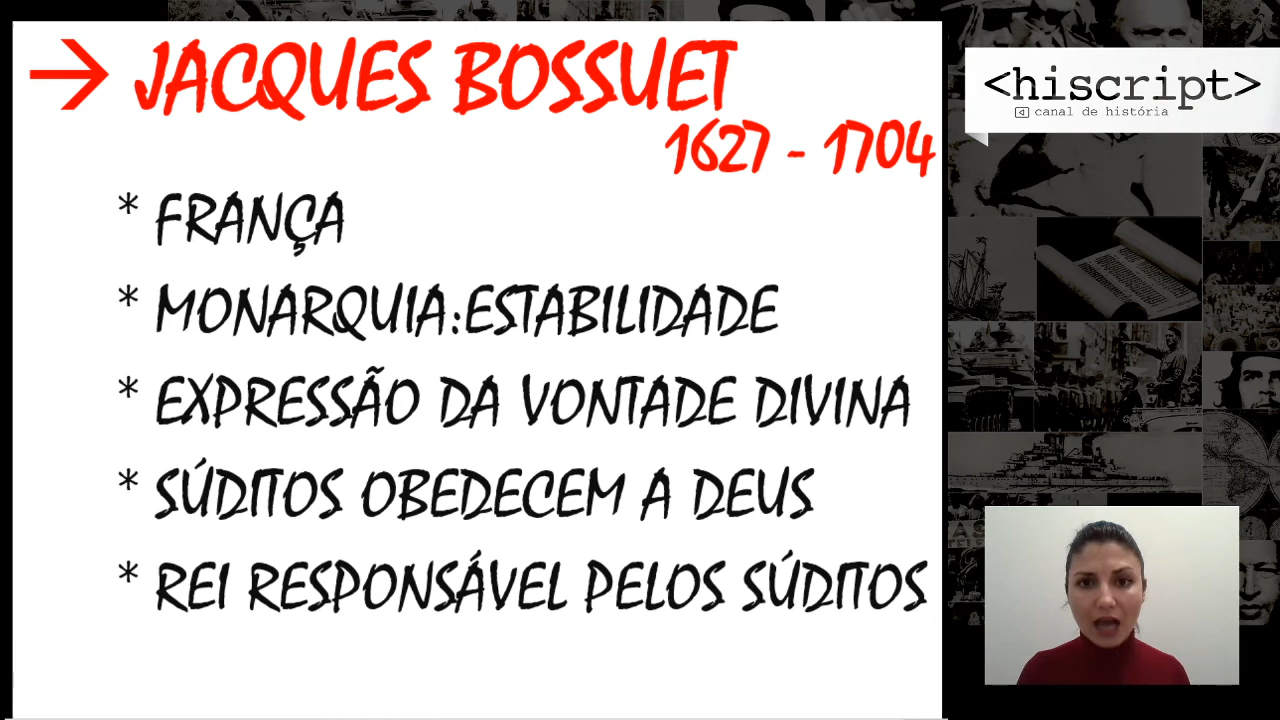 → JACQUES BOSSUET
1627 - 1704
* FRANÇA
* MONARQUIA:ESTABILIDADE
* EXPRESSÃO DA VONTADE DIVINA
* SÚDITOS OBEDECEM A DEUS
* REI RESPONSÁVEL PELOS SÚDITOS
<hiscript>
canal de história